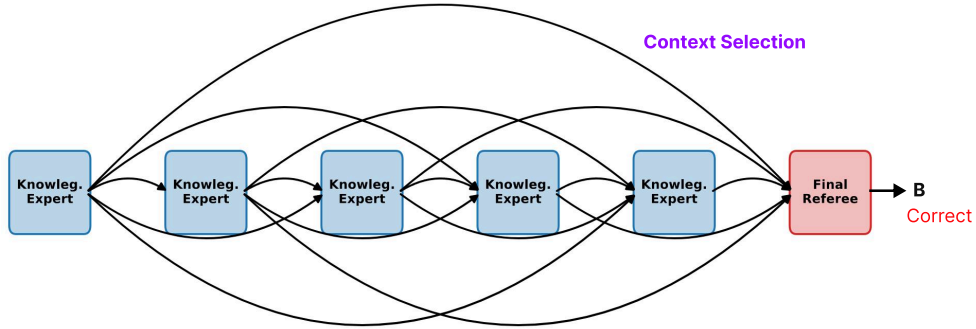 Context Selection
Knowleg.
Expert
Knowleg.
Expert
Knowleg.
Expert
Knowleg.
Expert
Knowleg.
Expert
Final
Referee
B
Correct